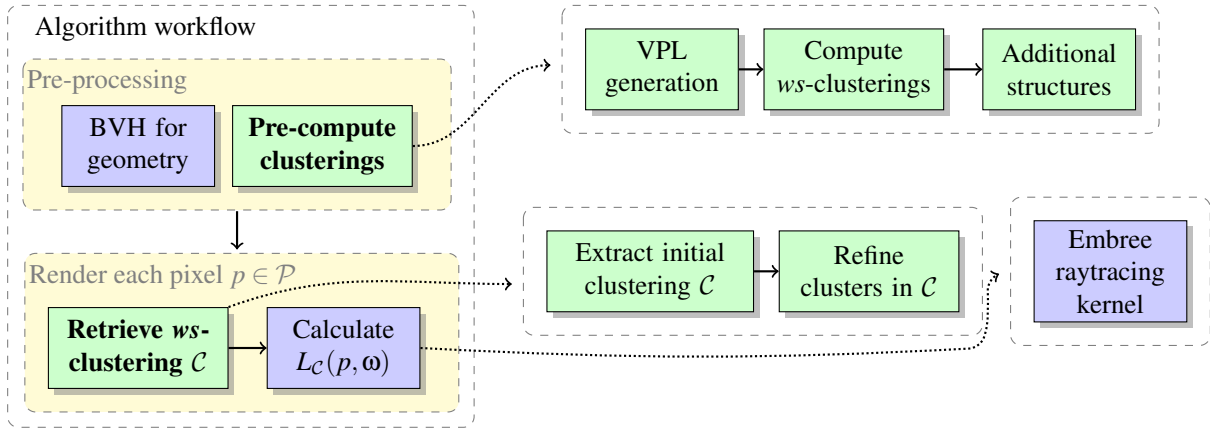 Algorithm workflow
Pre-processing
BVH for
geometry
Pre-compute
clusterings
VPL
generation
Compute
ws-clusterings
Additional
structures
Render each pixel p ∈ 𝒫
Retrieve ws-
clustering 𝒞
Calculate
L𝒞(p, ω)
Extract initial
clustering 𝒞
Refine
clusters in 𝒞
Embree
raytracing
kernel